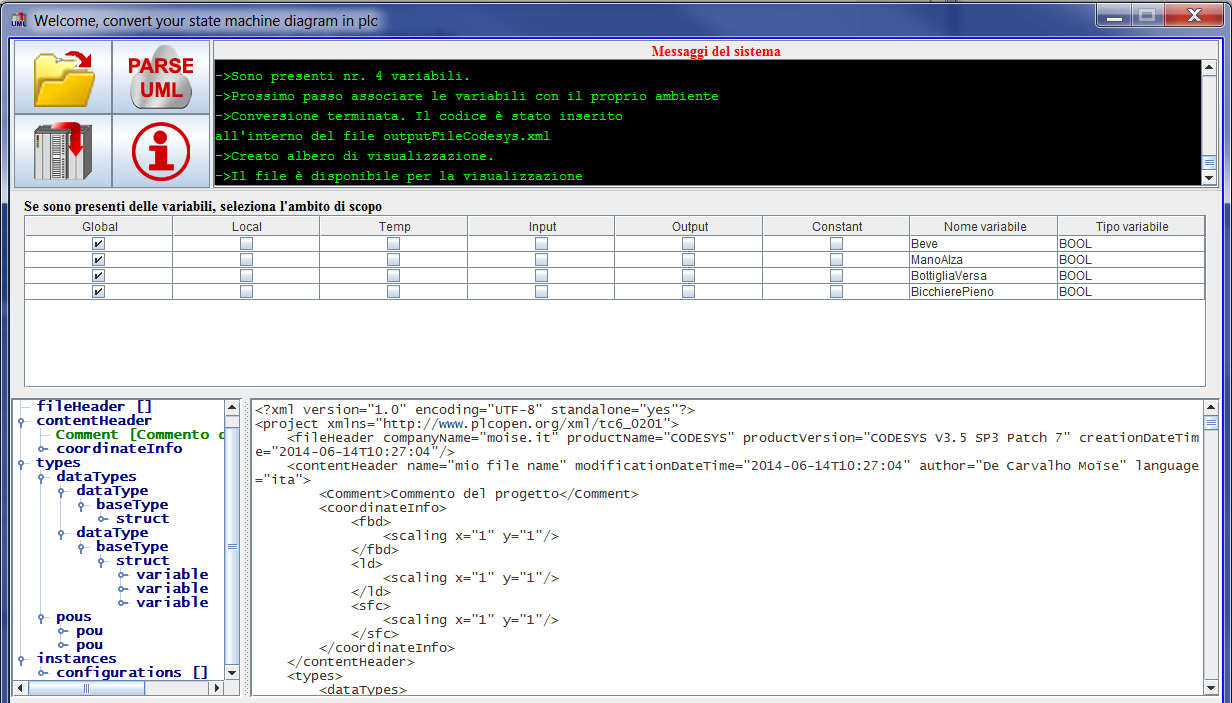 UML Welcome, convert your state machine diagram in plc
PARSE
UML
Messaggi del sistema
->Sono presenti nr. 4 variabili.
->Prossimo passo associare le variabili con il proprio ambiente
->Conversione terminata. Il codice è stato inserito
all'interno del file outputFileCodesys.xml
->Creato albero di visualizzazione.
->Il file è disponibile per la visualizzazione
Se sono presenti delle variabili, seleziona l'ambito di scopo
Global Local Temp Input Output Constant Nome variabile Tipo variabile
Beve BOOL
ManoAlza BOOL
BottigliaVersa BOOL
BicchierePieno BOOL
fileHeader []
contentHeader
Comment [Commento d
coordinateInfo
types
dataTypes
dataType
baseType
struct
dataType
baseType
struct
variable
variable
variable
pous
pou
pou
instances
configurations []
<?xml version="1.0" encoding="UTF-8" standalone="yes"?>
<project xmlns="http://www.plcopen.org/xml/tc6_0201">
<fileHeader companyName="moise.it" productName="CODESYS" productVersion="CODESYS V3.5 SP3 Patch 7" creationDateTim
e="2014-06-14T10:27:04"/>
<contentHeader name="mio file name" modificationDateTime="2014-06-14T10:27:04" author="De Carvalho Moïse" language
="ita">
<Comment>Commento del progetto</Comment>
<coordinateInfo>
<fbd>
<scaling x="1" y="1"/>
</fbd>
<ld>
<scaling x="1" y="1"/>
</ld>
<sfc>
<scaling x="1" y="1"/>
</sfc>
</coordinateInfo>
</contentHeader>
<types>
<dataTypes>